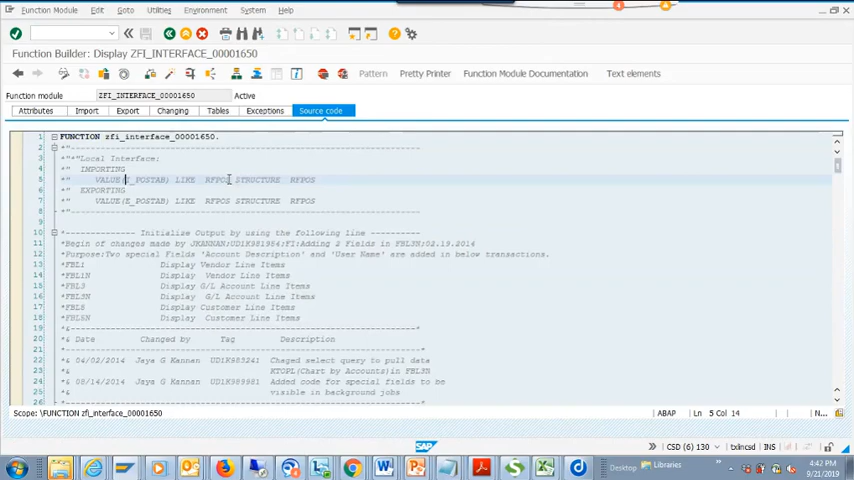 Function Module Edit Goto Utilities Environment System Help
4
7
Function Builder: Display ZFI_INTERFACE_00001650
Pattern Pretty Printer Function Module Documentation Text elements
Function module ZFI_INTERFACE_00001650 Active
Attributes Import Export Changing Tables Exceptions Source code
1 FUNCTION zfi_interface_00001650.
2 *"----------------------------------------------------------------------
3 *"*"Local Interface:
4 *" IMPORTING
5 *" VALUE(I_POSTAB) LIKE RFPOS STRUCTURE RFPOS
6 *" EXPORTING
7 *" VALUE(E_POSTAB) LIKE RFPOS STRUCTURE RFPOS
8 *"----------------------------------------------------------------------
9
10 *-------------- Initialize Output by using the following line ----------------
11 *Begin of changes made by JKANNAN;UD1K981984;FI;Adding 2 Fields in FBL3N;02.19.2014
12 *Purpose:Two special Fields 'Account Description' and 'User Name' are added in below transactions.
13 *FBL1 Display Vendor Line Items
14 *FBL1N Display Vendor Line Items
15 *FBL3 Display G/L Account Line Items
16 *FBL3N G/L Account Line Items
17 *FBL5 Display Customer Line Items
18 *FBL5N Display Customer Line Items
19 *&---------------------------------------------------------------------*
20 *& Date Changed by Tag Description
21 *&---------------------------------------------------------------------
22 *& 04/02/2014 Jaya G Kannan UD1K983241 Chaged select query to pull data
23 *& KTOPL(Chart by Accounts)in FBL3N
24 *& 08/14/2014 Jaya G Kannan UD1K989981 Added code for special fields to be
25 *& visible in background jobs
26 *&---------------------------------------------------------------------*
Scope: \FUNCTION zfi_interface_00001650 ABAP Ln 5 Col 14 N...
SAP
CSD (6) 130 txlncsd INS
Desktop Libraries 4:42 PM
9/21/2019